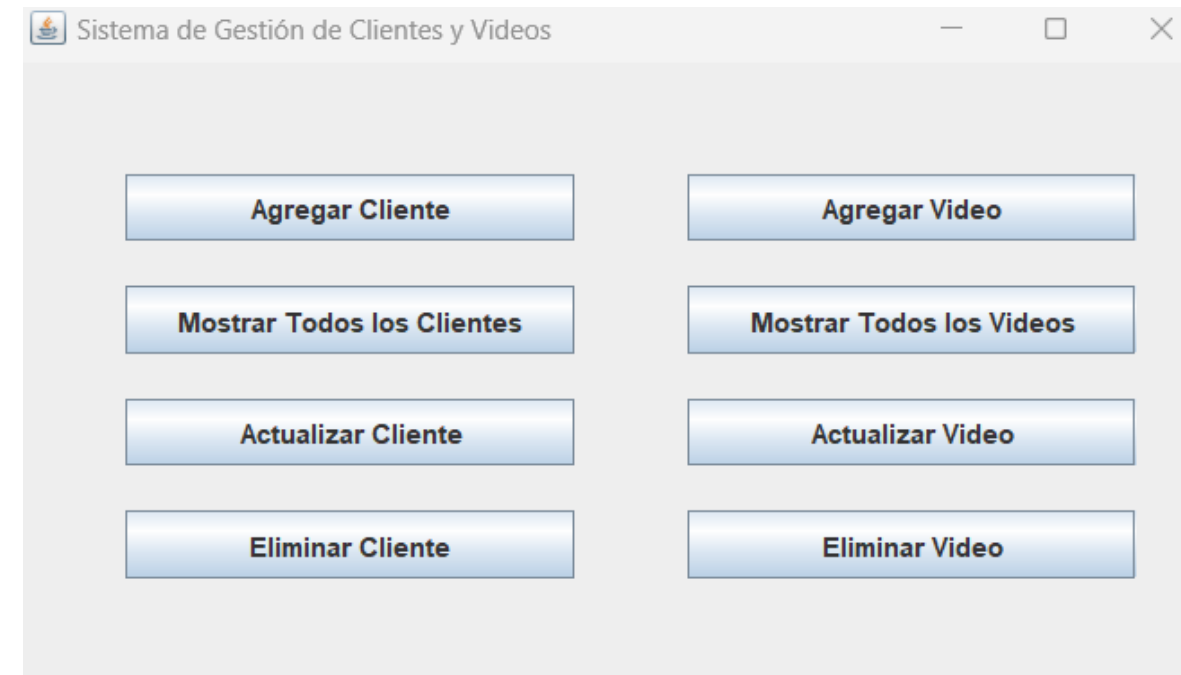 Sistema de Gestión de Clientes y Videos
Agregar Cliente
Agregar Video
Mostrar Todos los Clientes
Mostrar Todos los Videos
Actualizar Cliente
Actualizar Video
Eliminar Cliente
Eliminar Video